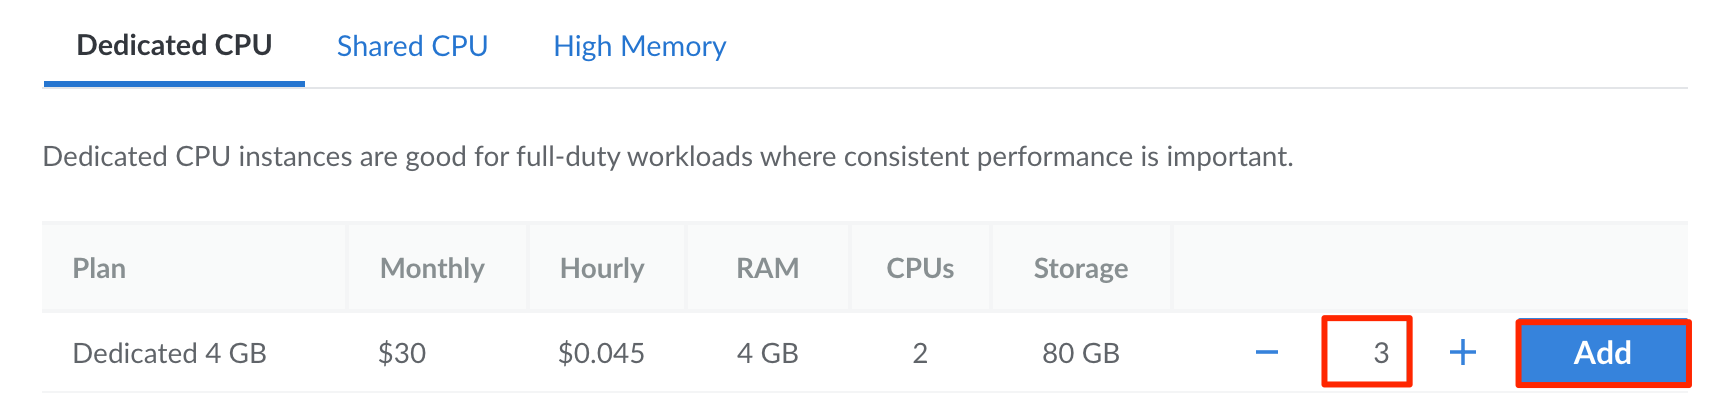 Dedicated CPU Shared CPU High Memory
Dedicated CPU instances are good for full-duty workloads where consistent performance is important.
Plan Monthly Hourly RAM CPUs Storage
Dedicated 4 GB $30 $0.045 4 GB 2 80 GB − 3 + Add